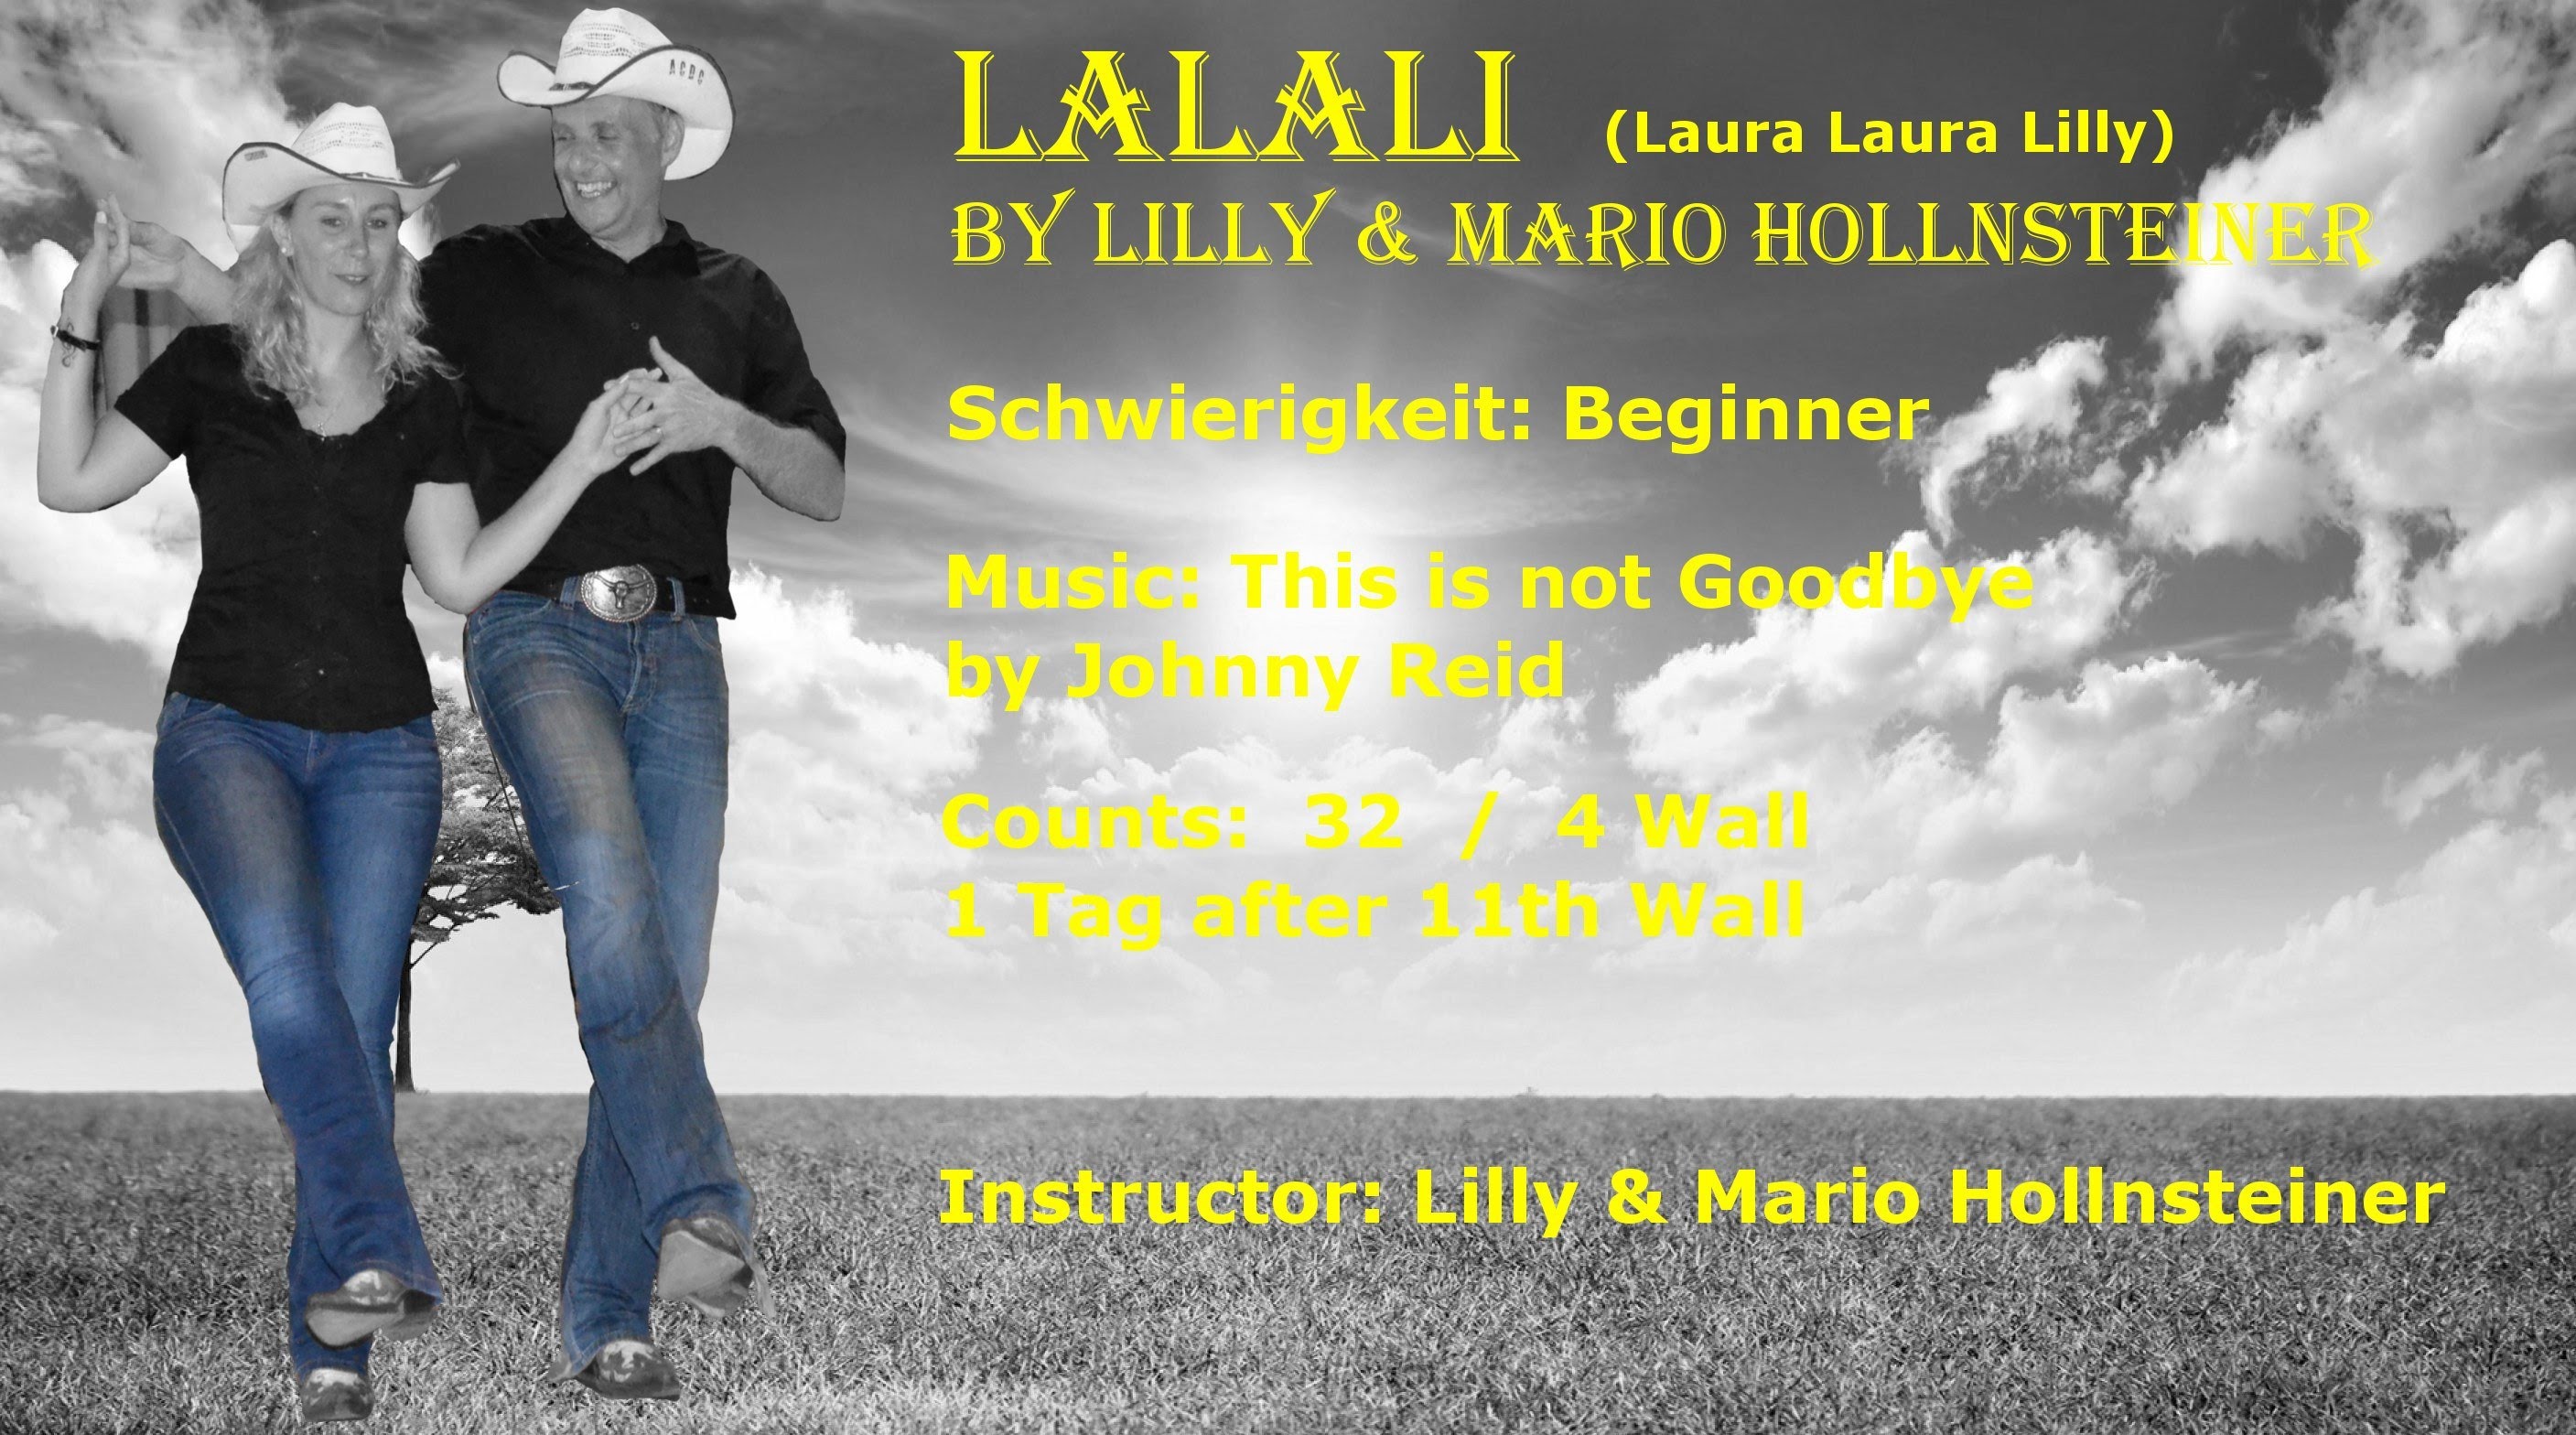 LALALI (Laura Laura Lilly)
BY LILLY & MARIO HOLLNSTEINER
Schwierigkeit: Beginner
Music: This is not Goodbye
by Johnny Reid
Counts: 32 / 4 Wall
1 Tag after 11th Wall
Instructor: Lilly & Mario Hollnsteiner
ACDC